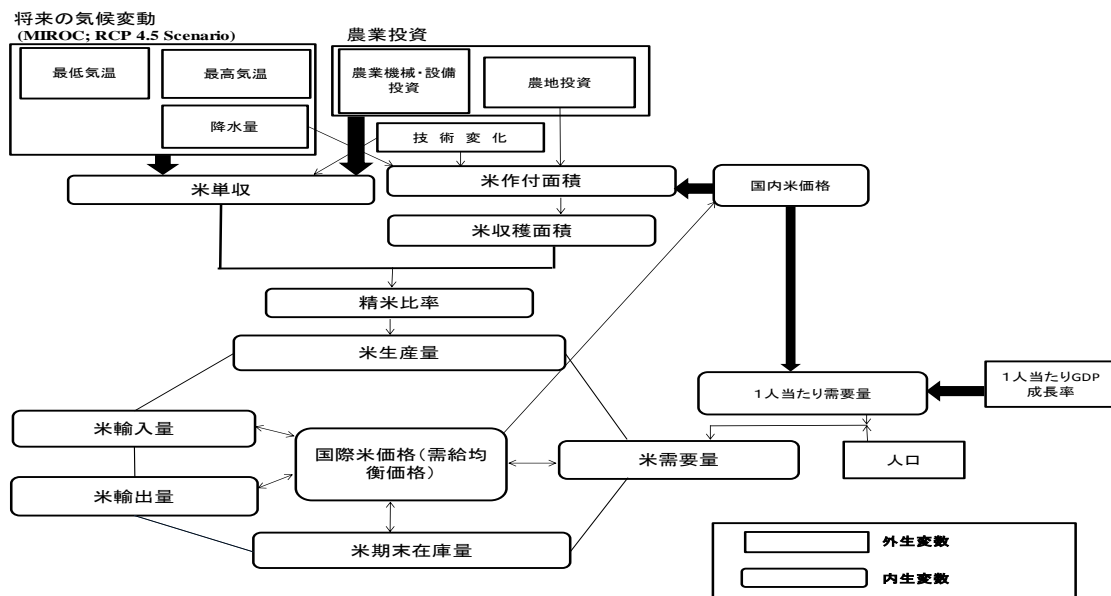 将来の気候変動
(MIROC; RCP 4.5 Scenario)
最低気温
最高気温
降水量
農業投資
農業機械・設備
投資
農地投資
技 術 変 化
米単収
米作付面積
国内米価格
米収穫面積
精米比率
米生産量
1人当たり需要量
1人当たりGDP
成長率
米輸入量
国際米価格(需給均
衡価格)
米需要量
人口
米輸出量
米期末在庫量
外生変数
内生変数